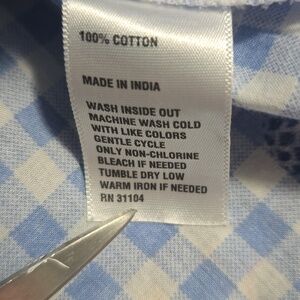 100% COTTON
MADE IN INDIA
WASH INSIDE OUT
MACHINE WASH COLD
WITH LIKE COLORS
GENTLE CYCLE
ONLY NON-CHLORINE
BLEACH IF NEEDED
TUMBLE DRY LOW
WARM IRON IF NEEDED
RN 31104